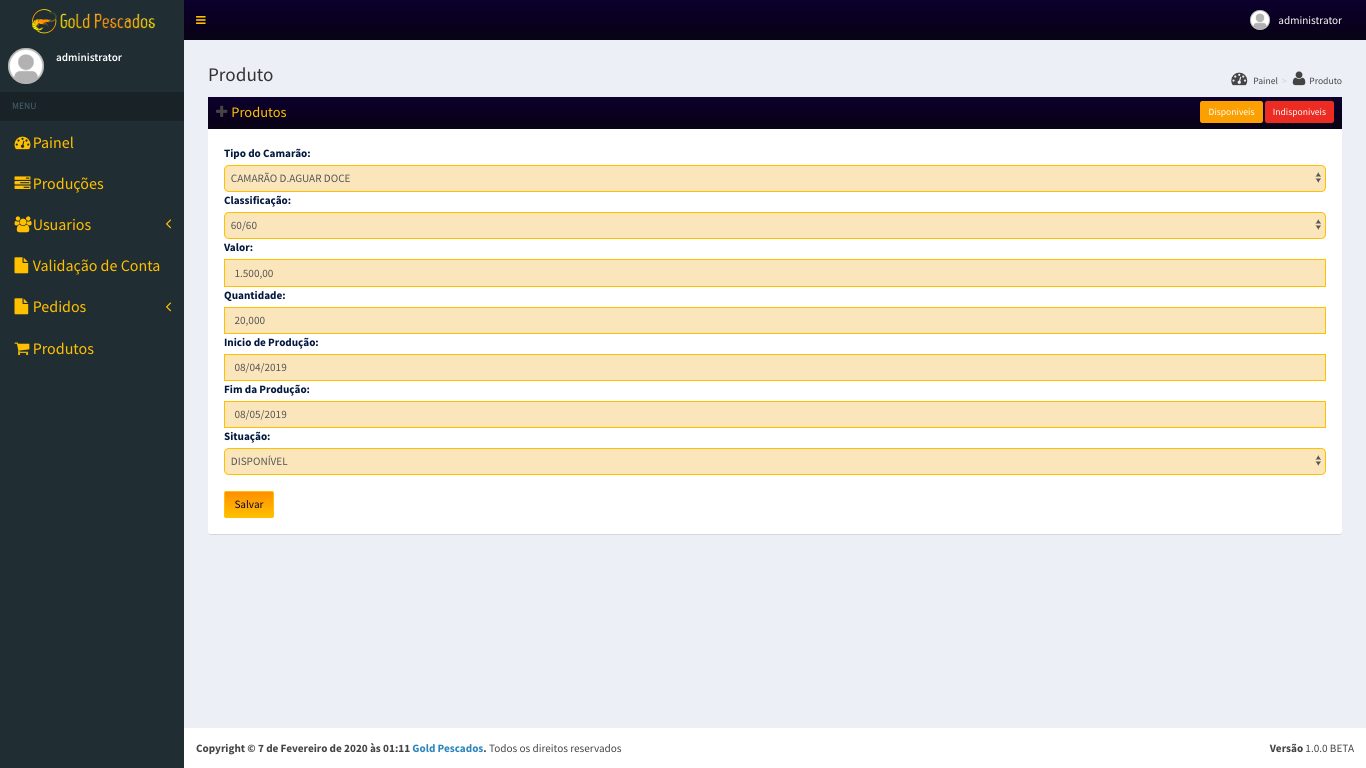 Gold Pescados
administrator
administrator
MENU
Painel
Produções
Usuarios
Validação de Conta
Pedidos
Produtos
Produto
Painel > Produto
Produtos
Disponiveis Indisponiveis
Tipo do Camarão:
CAMARÃO D.AGUAR DOCE
Classificação:
60/60
Valor:
1.500,00
Quantidade:
20,000
Inicio de Produção:
08/04/2019
Fim da Produção:
08/05/2019
Situação:
DISPONÍVEL
Salvar
Copyright © 7 de Fevereiro de 2020 às 01:11 Gold Pescados. Todos os direitos reservados
Versão 1.0.0 BETA